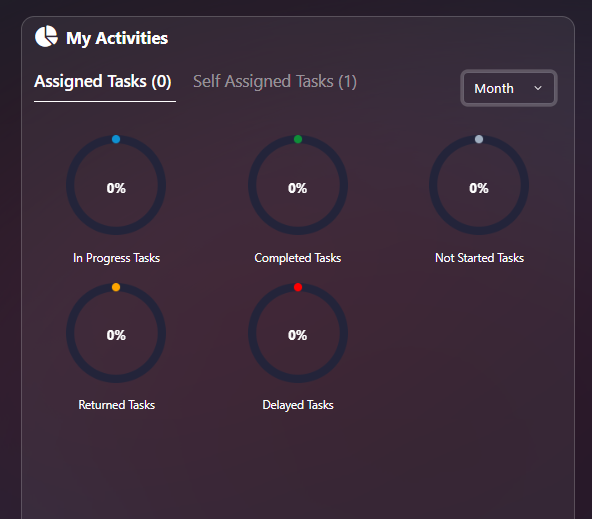 My Activities
Assigned Tasks (0) Self Assigned Tasks (1) Month
0% 0% 0%
In Progress Tasks Completed Tasks Not Started Tasks
0% 0%
Returned Tasks Delayed Tasks